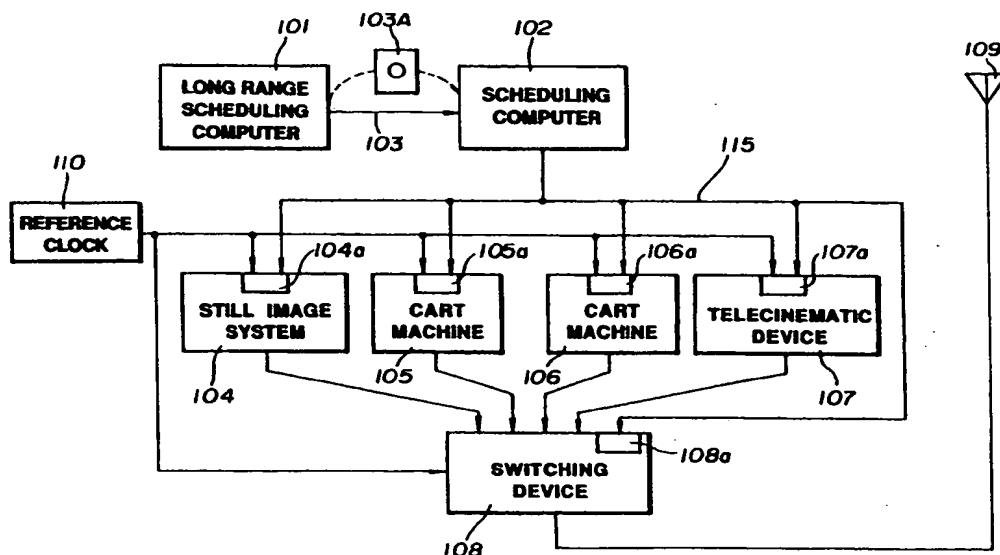 101
103A
102
109
LONG RANGE
SCHEDULING
COMPUTER
SCHEDULING
COMPUTER
103
110
115
REFERENCE
CLOCK
104a
105a
106a
107a
STILL IMAGE
SYSTEM
CART
MACHINE
CART
MACHINE
TELECINEMATIC
DEVICE
104
105
106
107
108a
SWITCHING
DEVICE
108